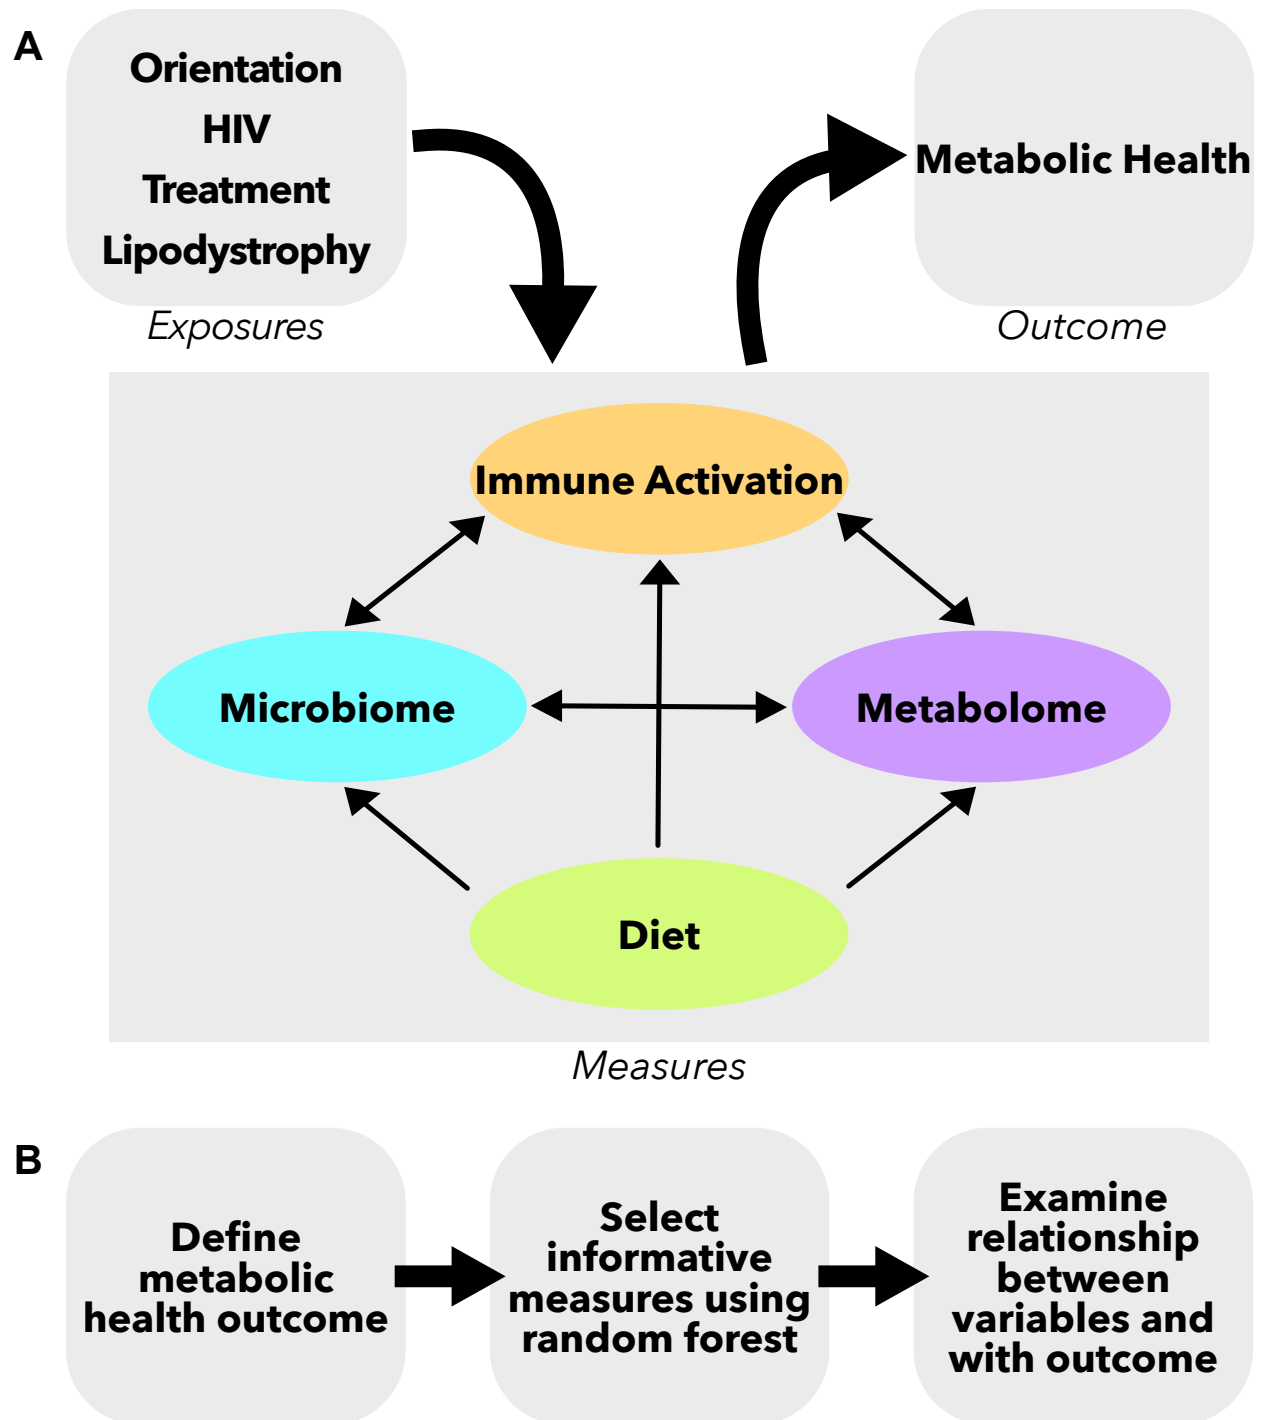 A
Orientation
HIV
Treatment
Lipodystrophy
Exposures
Metabolic Health
Outcome
Immune Activation
Microbiome
Metabolome
Diet
Measures
B
Define
metabolic
health outcome
Select
informative
measures using
random forest
Examine
relationship
between
variables and
with outcome